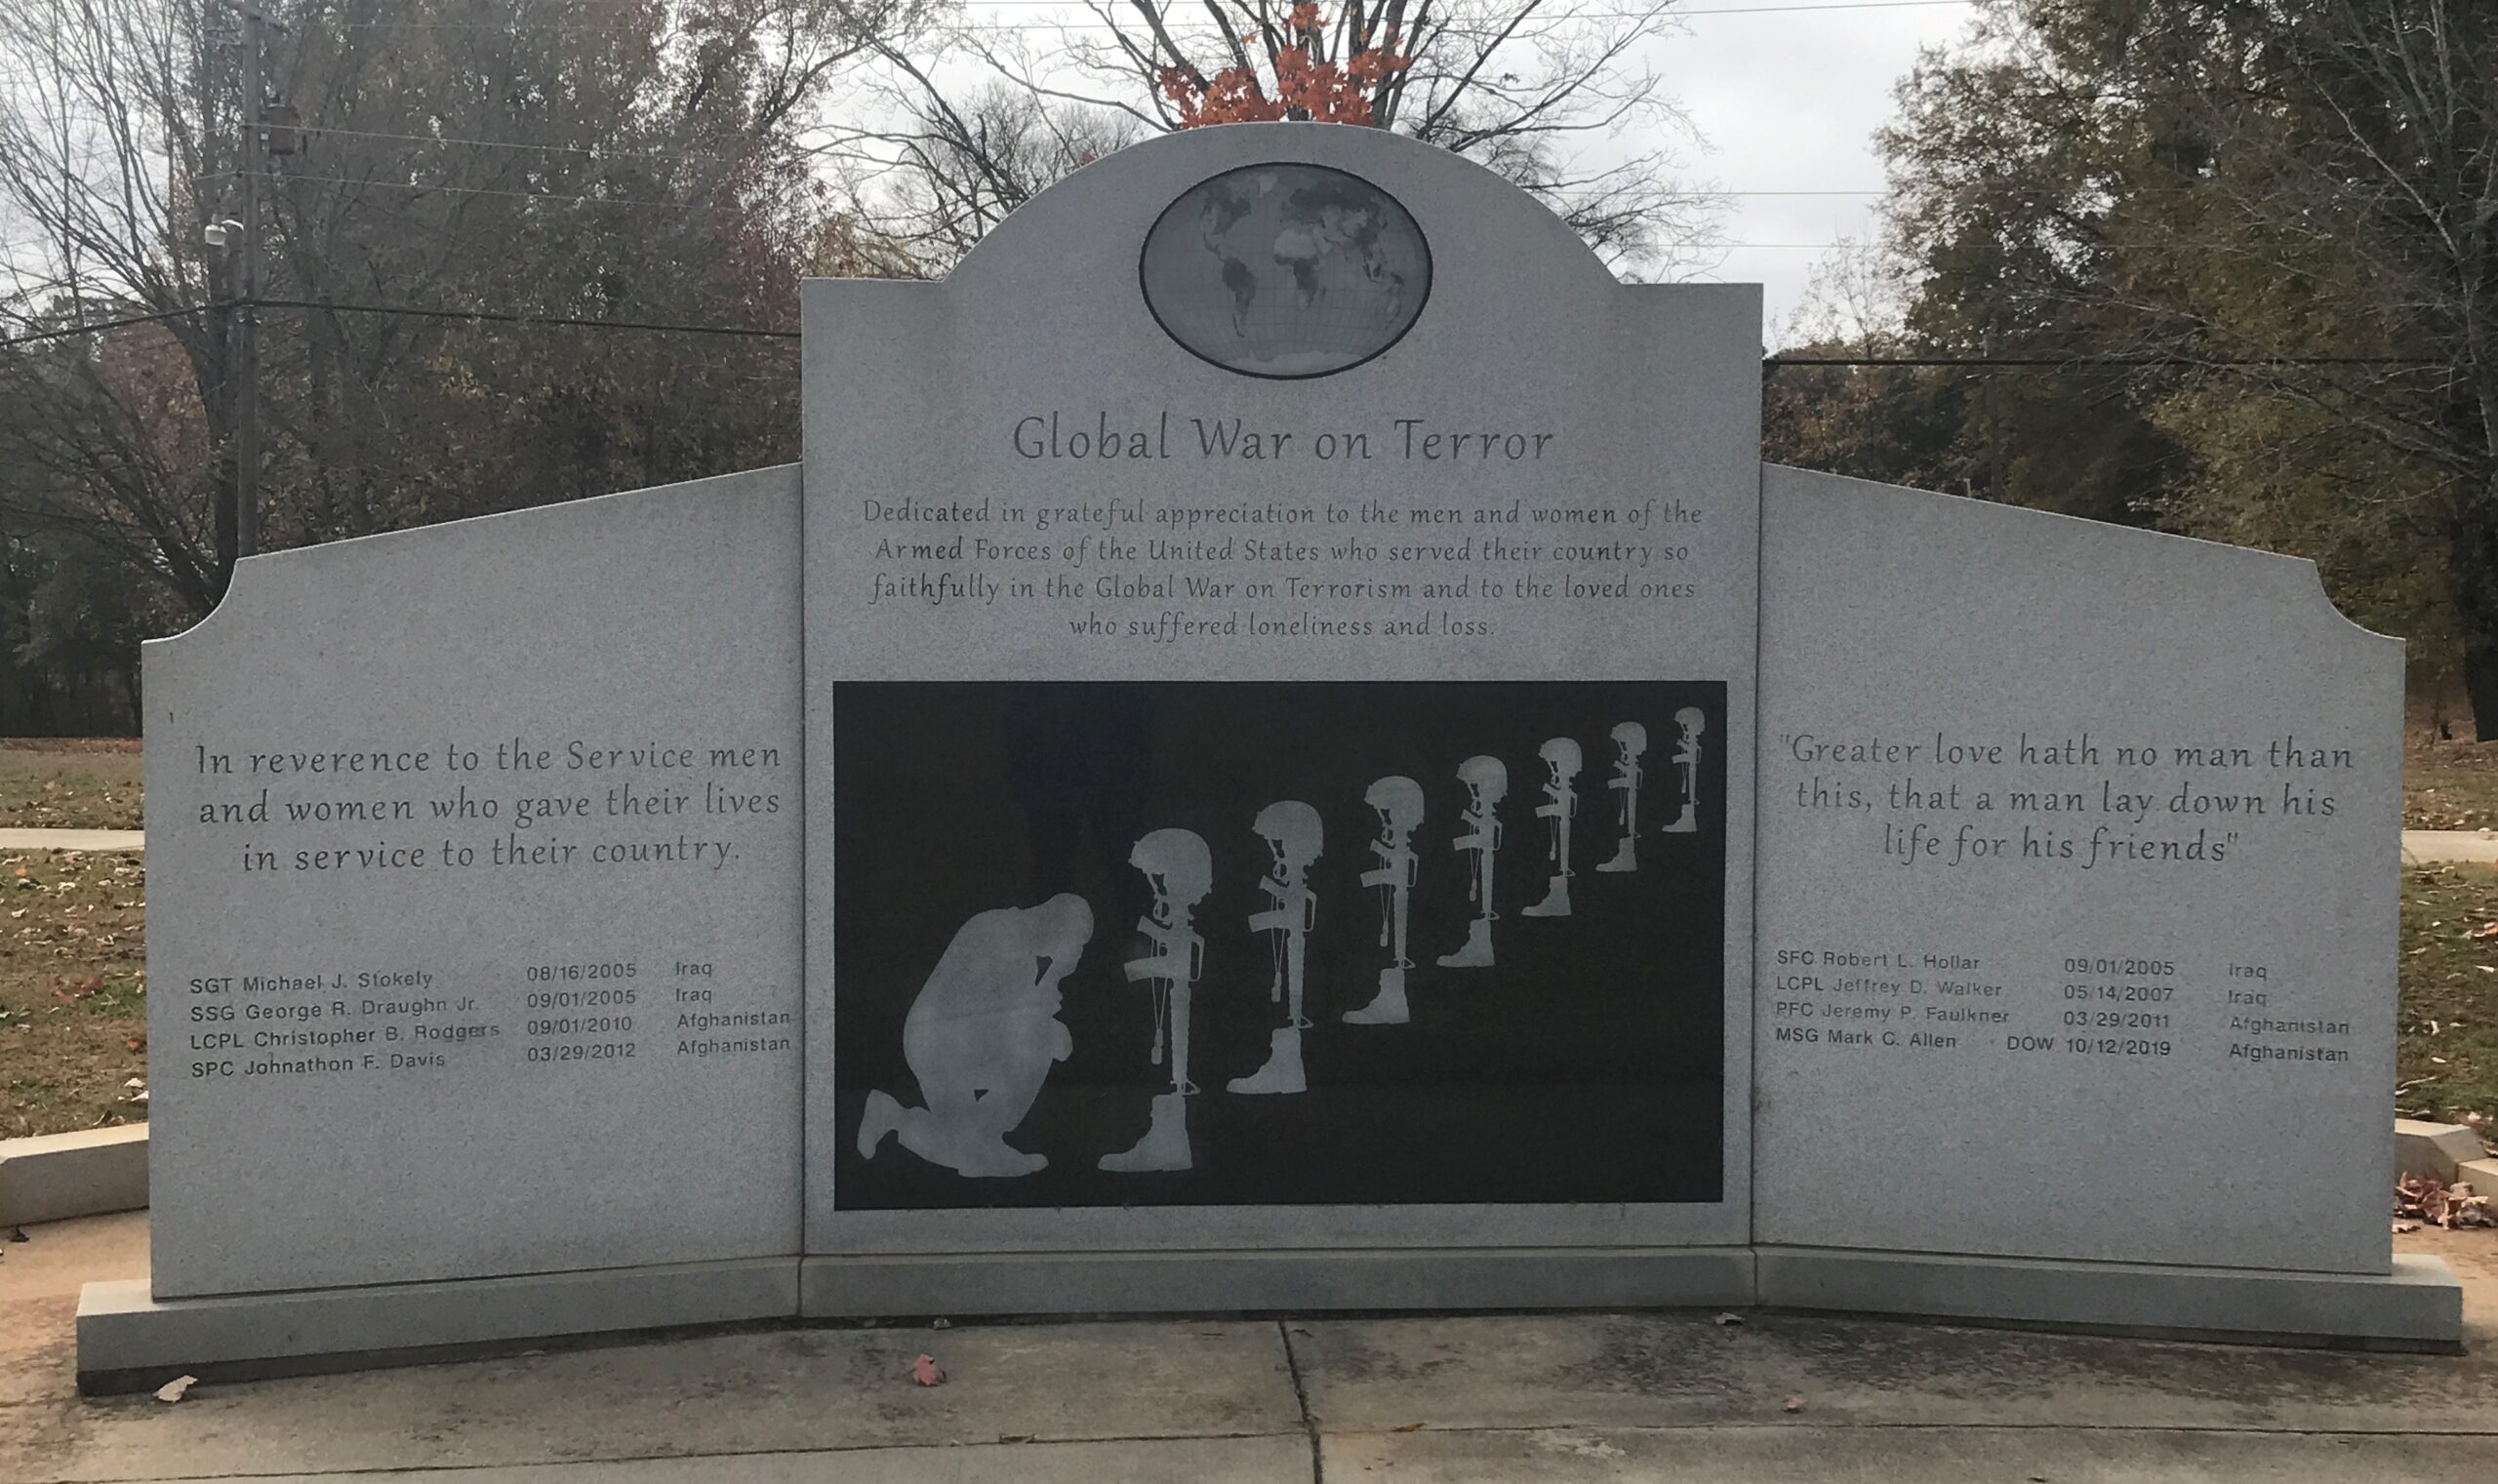 Global War on Terror
Dedicated in grateful appreciation to the men and women of the
Armed Forces of the United States who served their country so
faithfully in the Global War on Terrorism and to the loved ones
who suffered loneliness and loss.
In reverence to the Service men
and women who gave their lives
in service to their country.
SGT Michael J. Stokely 08/16/2005 Iraq
SSG George R. Draughn Jr. 09/01/2005 Iraq
LCPL Christopher B. Rodgers 09/01/2010 Afghanistan
SPC Johnathon F. Davis 03/29/2012 Afghanistan
"Greater love hath no man than
this, that a man lay down his
life for his friends"
SFC Robert L. Hollar 09/01/2005 Iraq
LCPL Jeffrey D. Walker 05/14/2007 Iraq
PFC Jeremy P. Faulkner 03/29/2011 Afghanistan
MSG Mark C. Allen DOW 10/12/2019 Afghanistan